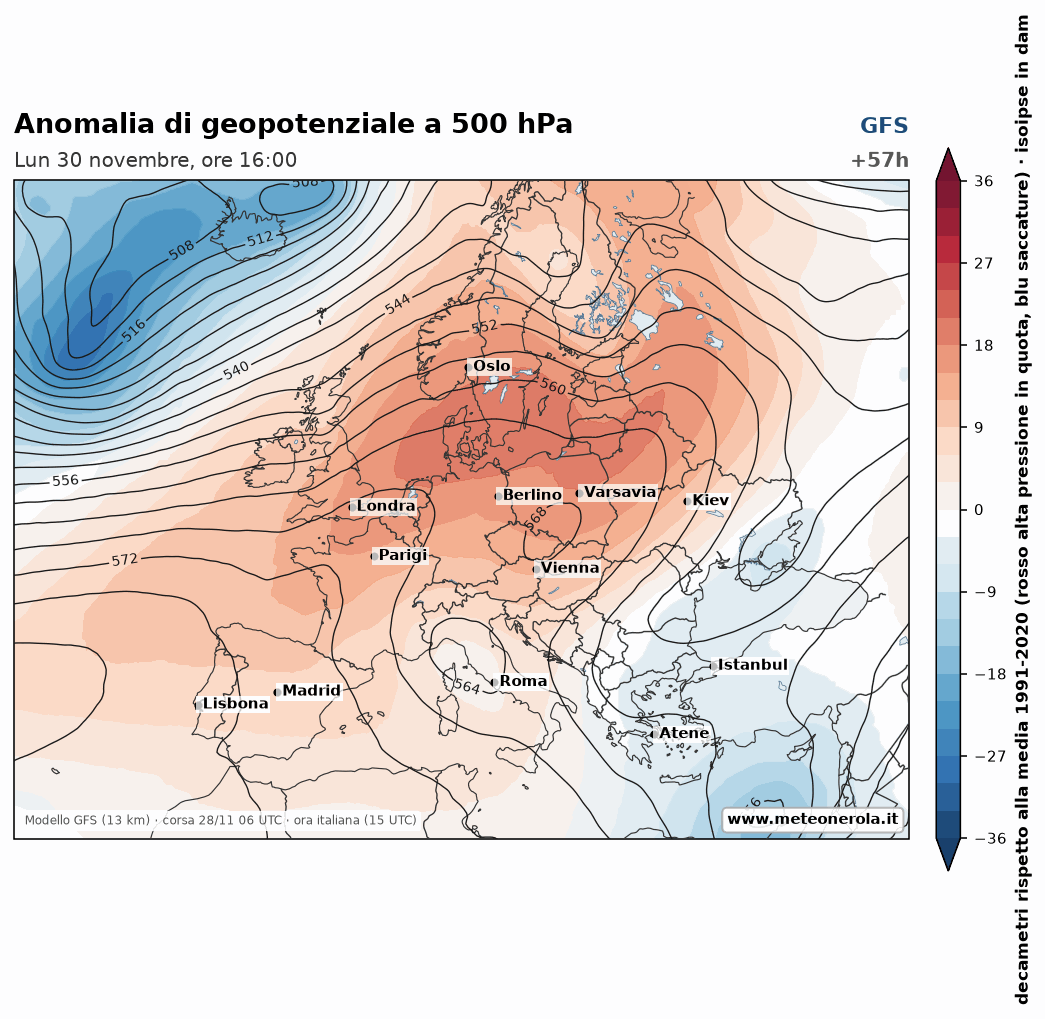 Anomalia di geopotenziale a 500 hPa
GFS
Lun 30 novembre, ore 16:00
+57h
508
508
512
516
544
552
540
560
556
572
568
564
6
Oslo
Londra
Berlino
Varsavia
Kiev
Parigi
Vienna
Istanbul
Roma
Madrid
Lisbona
Atene
Modello GFS (13 km) · corsa 28/11 06 UTC · ora italiana (15 UTC)
www.meteonerola.it
36
27
18
9
0
−9
−18
−27
−36
decametri rispetto alla media 1991-2020 (rosso alta pressione in quota, blu saccature) · isoipse in dam